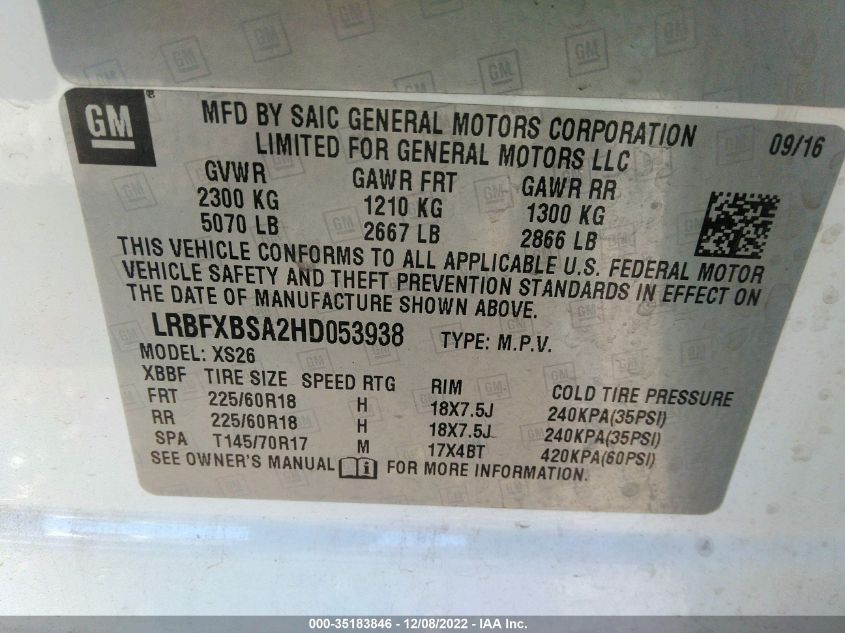 GM
MFD BY SAIC GENERAL MOTORS CORPORATION
LIMITED FOR GENERAL MOTORS LLC
09/16
GVWR GAWR FRT GAWR RR
2300 KG 1210 KG 1300 KG
5070 LB 2667 LB 2866 LB
THIS VEHICLE CONFORMS TO ALL APPLICABLE U.S. FEDERAL MOTOR
VEHICLE SAFETY AND THEFT PREVENTION STANDARDS IN EFFECT ON
THE DATE OF MANUFACTURE SHOWN ABOVE.
LRBFXBSA2HD053938 TYPE: M.P.V.
MODEL: XS26
XBBF TIRE SIZE SPEED RTG RIM COLD TIRE PRESSURE
FRT 225/60R18 H 18X7.5J 240KPA(35PSI)
RR 225/60R18 H 18X7.5J 240KPA(35PSI)
SPA T145/70R17 M 17X4BT 420KPA(60PSI)
SEE OWNER'S MANUAL FOR MORE INFORMATION.
000-35183846 - 12/08/2022 - IAA Inc.